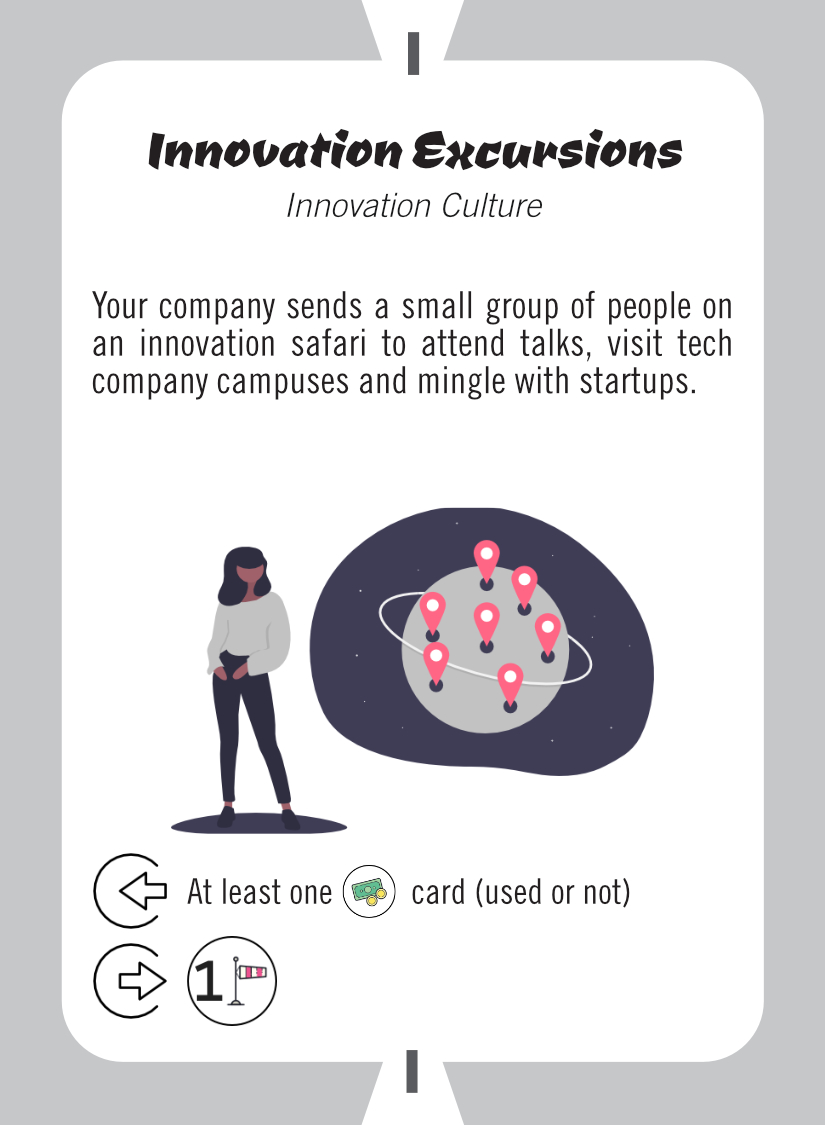 I
Innovation Excursions
Innovation Culture
Your company sends a small group of people on
an innovation safari to attend talks, visit tech
company campuses and mingle with startups.
At least one card (used or not)
1
I